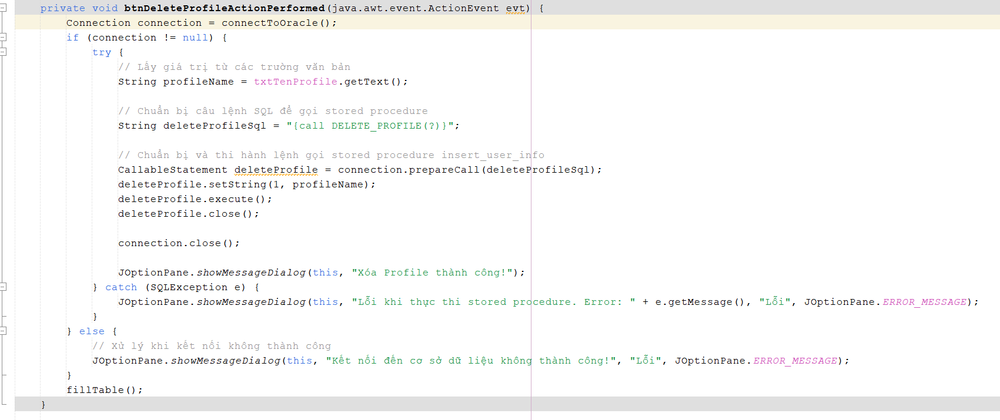 private void btnDeleteProfileActionPerformed(java.awt.event.ActionEvent evt) {
Connection connection = connectToOracle();
if (connection != null) {
try {
// Lấy giá trị từ các trường văn bản
String profileName = txtTenProfile.getText();
// Chuẩn bị câu lệnh SQL để gọi stored procedure
String deleteProfileSql = "{call DELETE_PROFILE(?)}";
// Chuẩn bị và thi hành lệnh gọi stored procedure insert_user_info
CallableStatement deleteProfile = connection.prepareCall(deleteProfileSql);
deleteProfile.setString(1, profileName);
deleteProfile.execute();
deleteProfile.close();
connection.close();
JOptionPane.showMessageDialog(this, "Xóa Profile thành công!");
} catch (SQLException e) {
JOptionPane.showMessageDialog(this, "Lỗi khi thực thi stored procedure. Error: " + e.getMessage(), "Lỗi", JOptionPane.ERROR_MESSAGE);
}
} else {
// Xử lý khi kết nối không thành công
JOptionPane.showMessageDialog(this, "Kết nối đến cơ sở dữ liệu không thành công!", "Lỗi", JOptionPane.ERROR_MESSAGE);
}
fillTable();
}